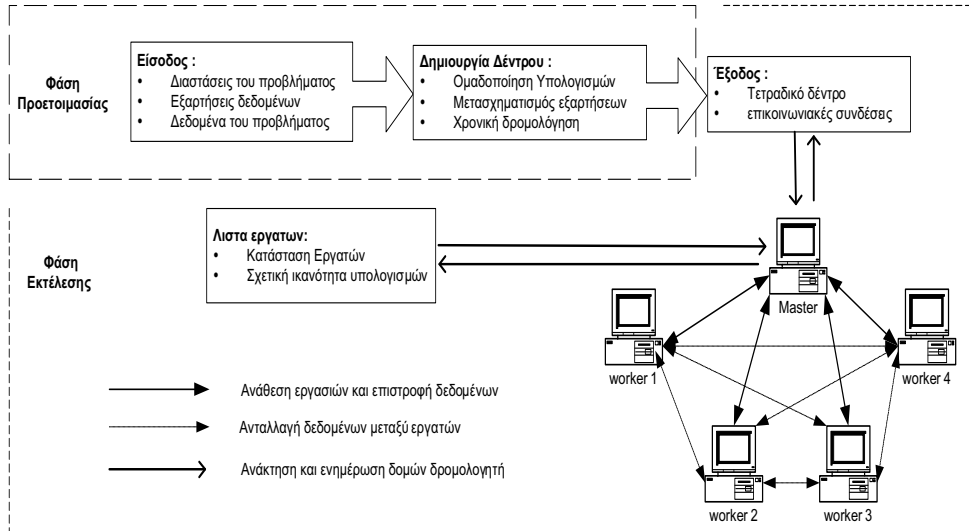 Φάση
Προετοιμασίας
Είσοδος :
• Διαστάσεις του προβλήματος
• Εξαρτήσεις δεδομένων
• Δεδομένα του προβλήματος
Δημιουργία Δέντρου :
• Ομαδοποίηση Υπολογισμών
• Μετασχηματισμός εξαρτήσεων
• Χρονική δρομολόγηση
Έξοδος :
• Τετραδικό δέντρο
• επικοινωνιακές συνδέσεις
Φάση
Εκτέλεσης
Λιστα εργατων:
• Κατάσταση Εργατών
• Σχετική ικανότητα υπολογισμών
Master
worker 1
worker 4
worker 2
worker 3
Ανάθεση εργασιών και επιστροφή δεδομένων
Ανταλλαγή δεδομένων μεταξύ εργατών
Ανάκτηση και ενημέρωση δομών δρομολογητή